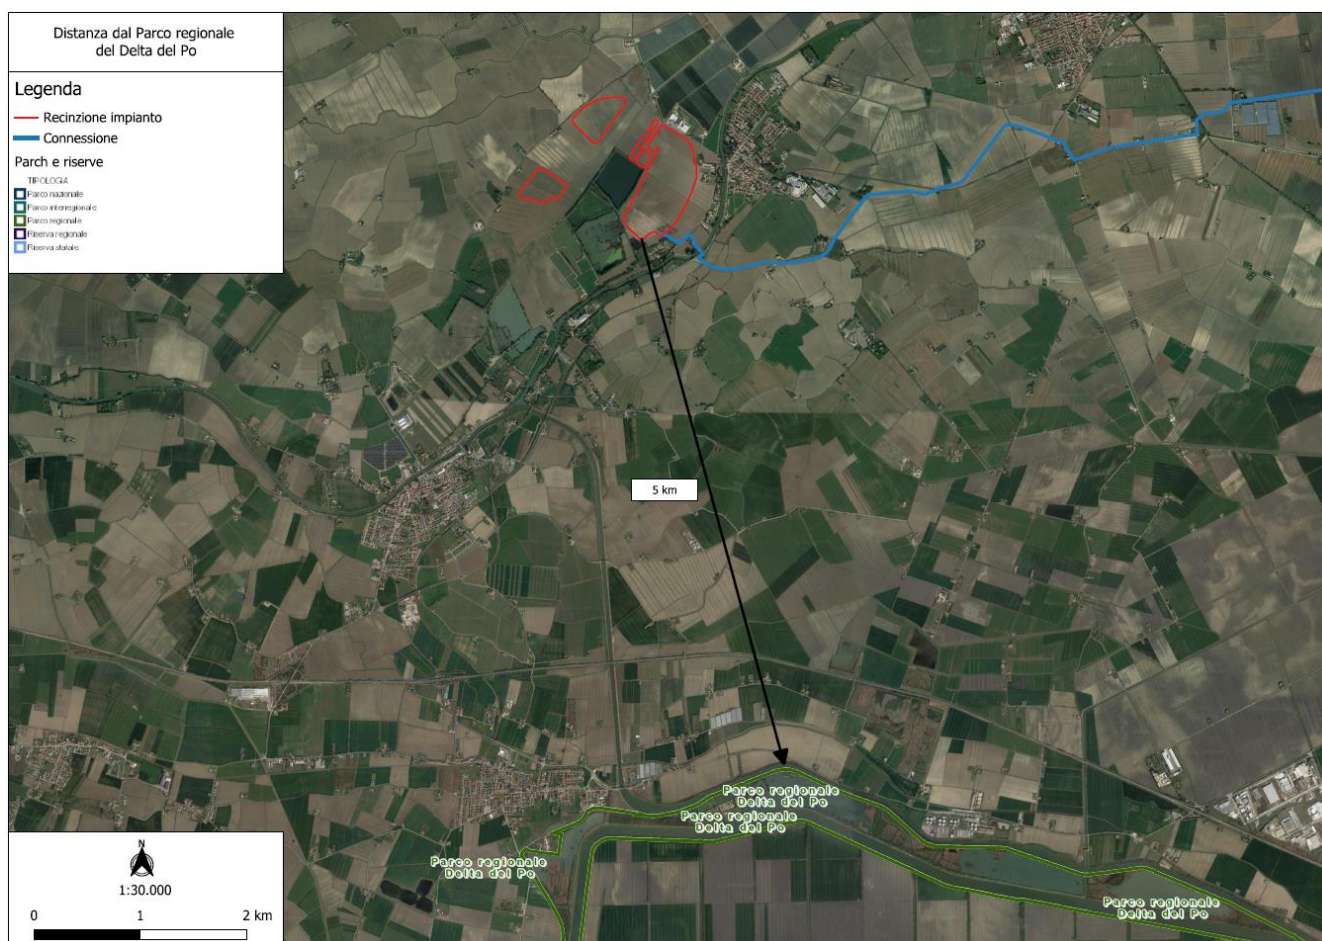 Distanza dal Parco regionale
del Delta del Po
Legenda
Recinzione impianto
Connessione
Parch e riserve
TIPOLOGIA
Parco nazionale
Parco interregionale
Parco regionale
Riserva regionale
Riserva statale
5 km
Parco regionale
Delta del Po
Parco regionale
Delta del Po
Parco regionale
Delta del Po
Parco regionale
Delta del Po
N
1:30.000
0 1 2 km